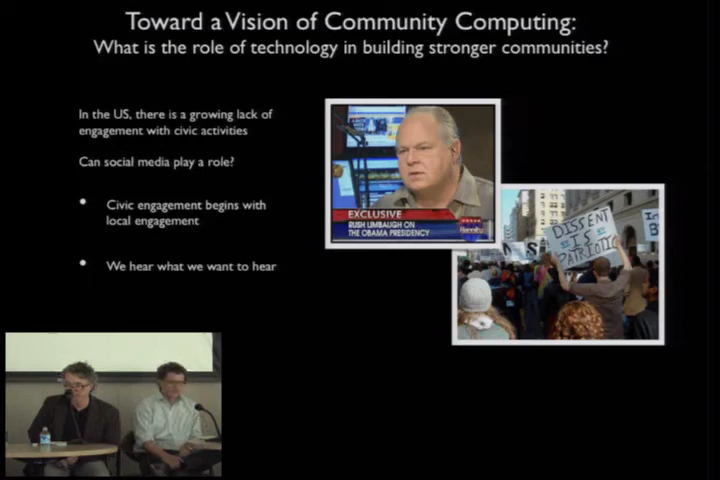 Toward a Vision of Community Computing:
What is the role of technology in building stronger communities?
In the US, there is a growing lack of
engagement with civic activities
Can social media play a role?
• Civic engagement begins with
local engagement
• We hear what we want to hear
EXCLUSIVE
RUSH LIMBAUGH ON
THE OBAMA PRESIDENCY
Hannity
DISSENT
IS
PATRIOTIC